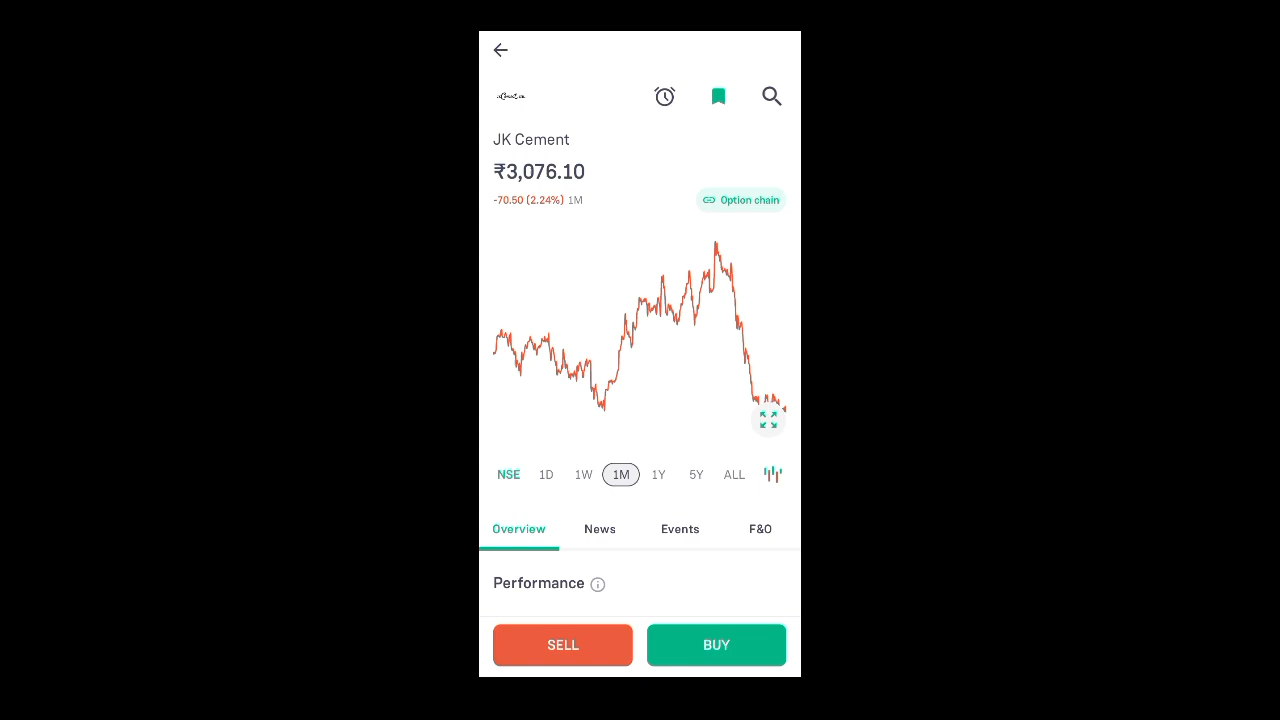 JK Cement
₹3,076.10
-70.50 (2.24%) 1M
Option chain
NSE 1D 1W 1M 1Y 5Y ALL
Overview News Events F&O
Performance
SELL BUY